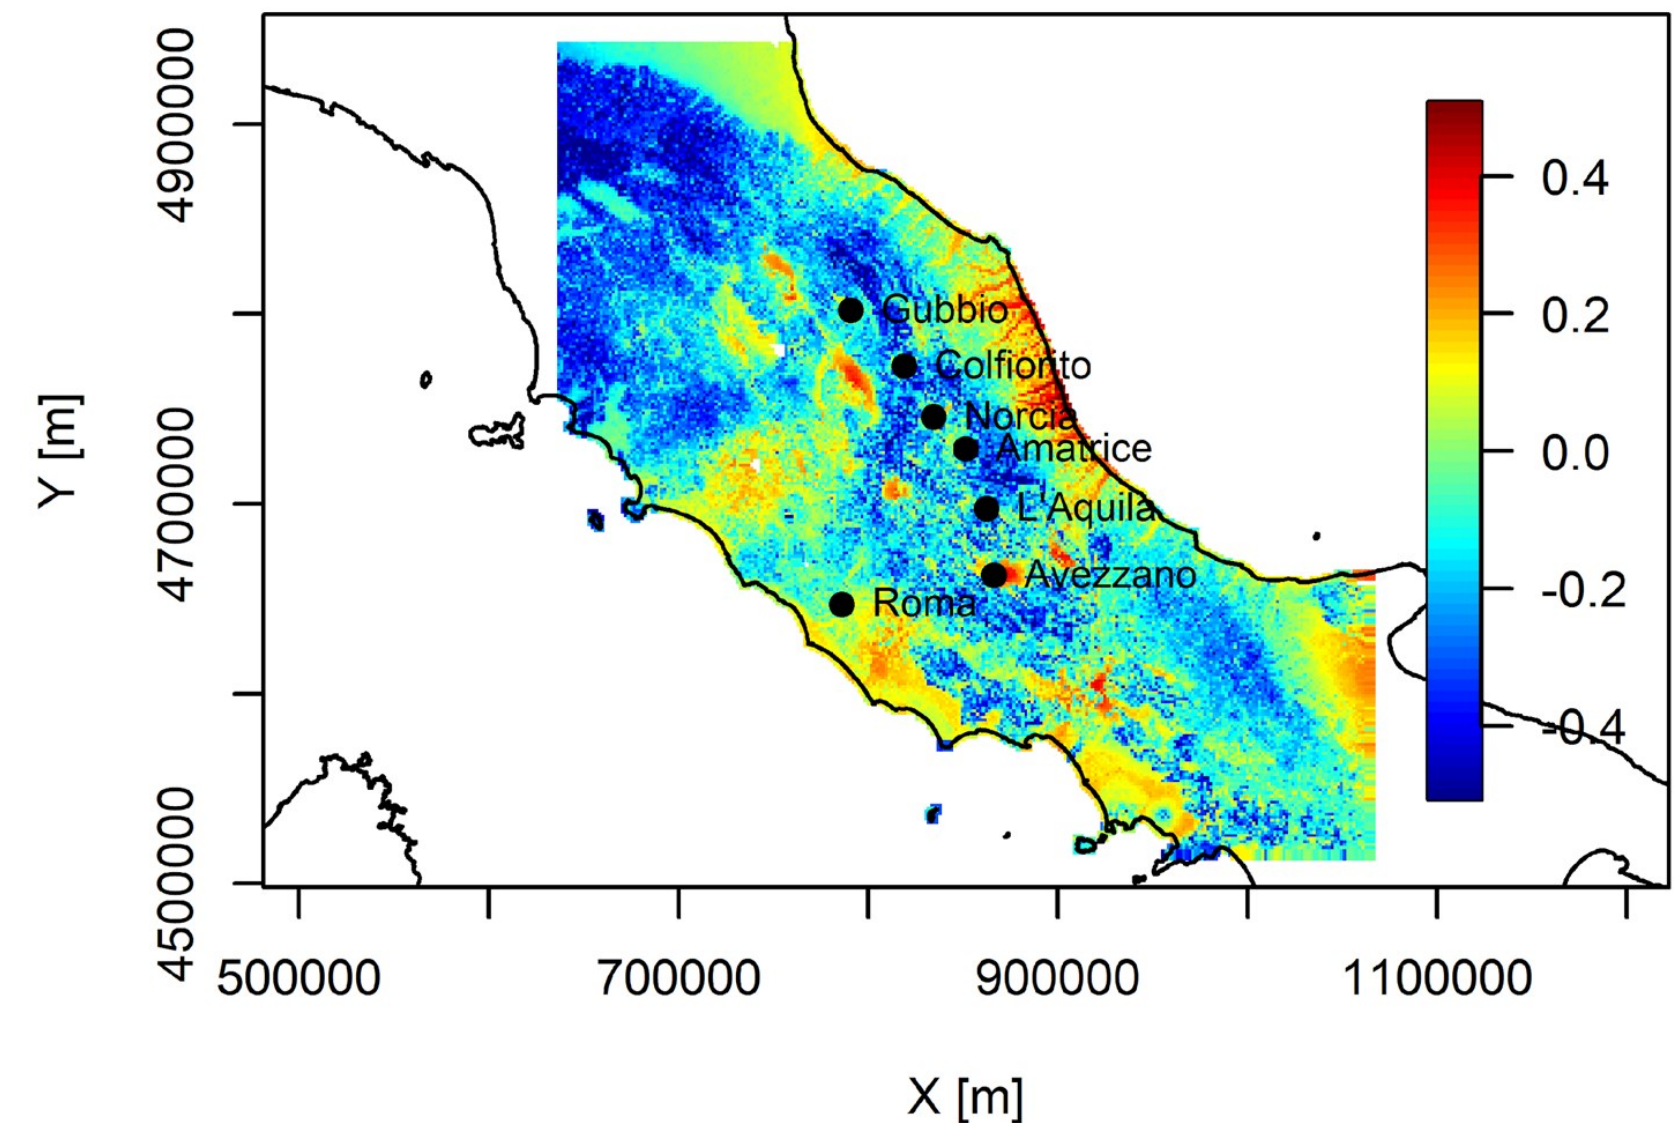 4900000
4700000
4500000
Y [m]
Gubbio
Colfiorito
Norcia
Amatrice
L'Aquila
Avezzano
Roma
0.4
0.2
0.0
-0.2
-0.4
500000
700000
900000
1100000
X [m]